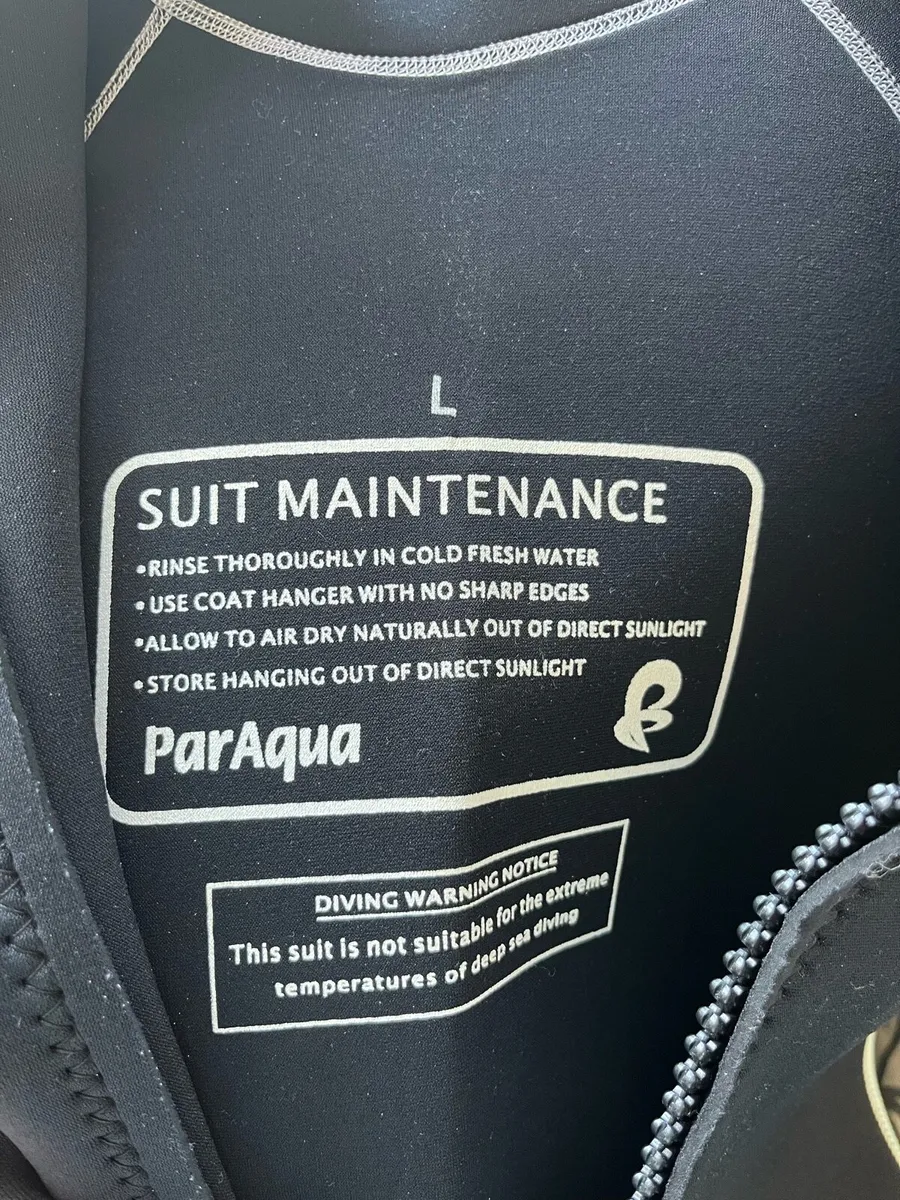 L
SUIT MAINTENANCE
•RINSE THOROUGHLY IN COLD FRESH WATER
•USE COAT HANGER WITH NO SHARP EDGES
•ALLOW TO AIR DRY NATURALLY OUT OF DIRECT SUNLIGHT
•STORE HANGING OUT OF DIRECT SUNLIGHT
ParAqua
DIVING WARNING NOTICE
This suit is not suitable for the extreme
temperatures of deep sea diving